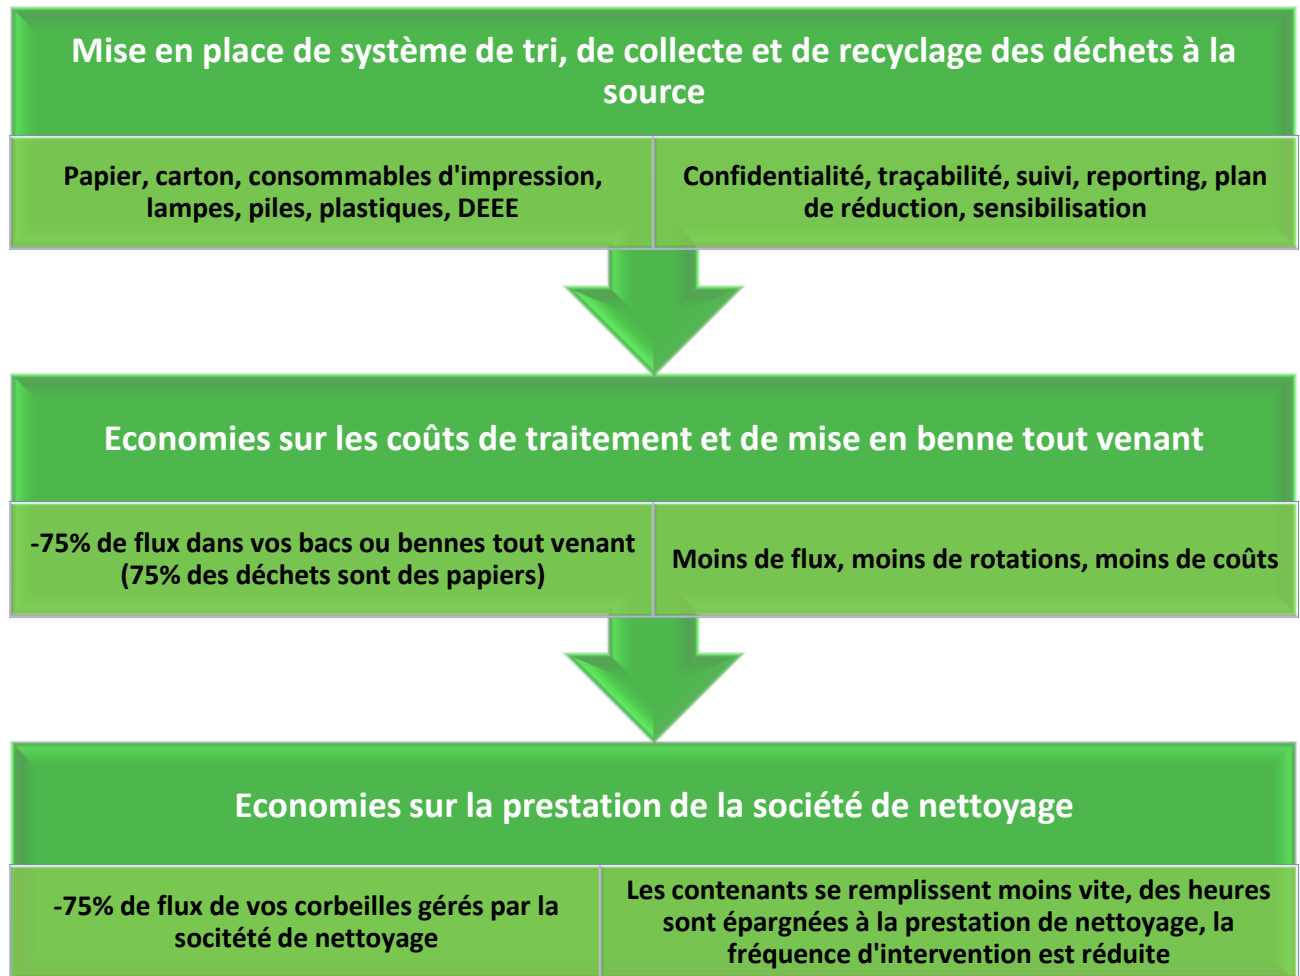 Mise en place de système de tri, de collecte et de recyclage des déchets à la
source
Papier, carton, consommables d'impression,
lampes, piles, plastiques, DEEE
Confidentialité, traçabilité, suivi, reporting, plan
de réduction, sensibilisation
Economies sur les coûts de traitement et de mise en benne tout venant
-75% de flux dans vos bacs ou bennes tout venant
(75% des déchets sont des papiers)
Moins de flux, moins de rotations, moins de coûts
Economies sur la prestation de la société de nettoyage
-75% de flux de vos corbeilles gérés par la
socitété de nettoyage
Les contenants se remplissent moins vite, des heures
sont épargnées à la prestation de nettoyage, la
fréquence d'intervention est réduite